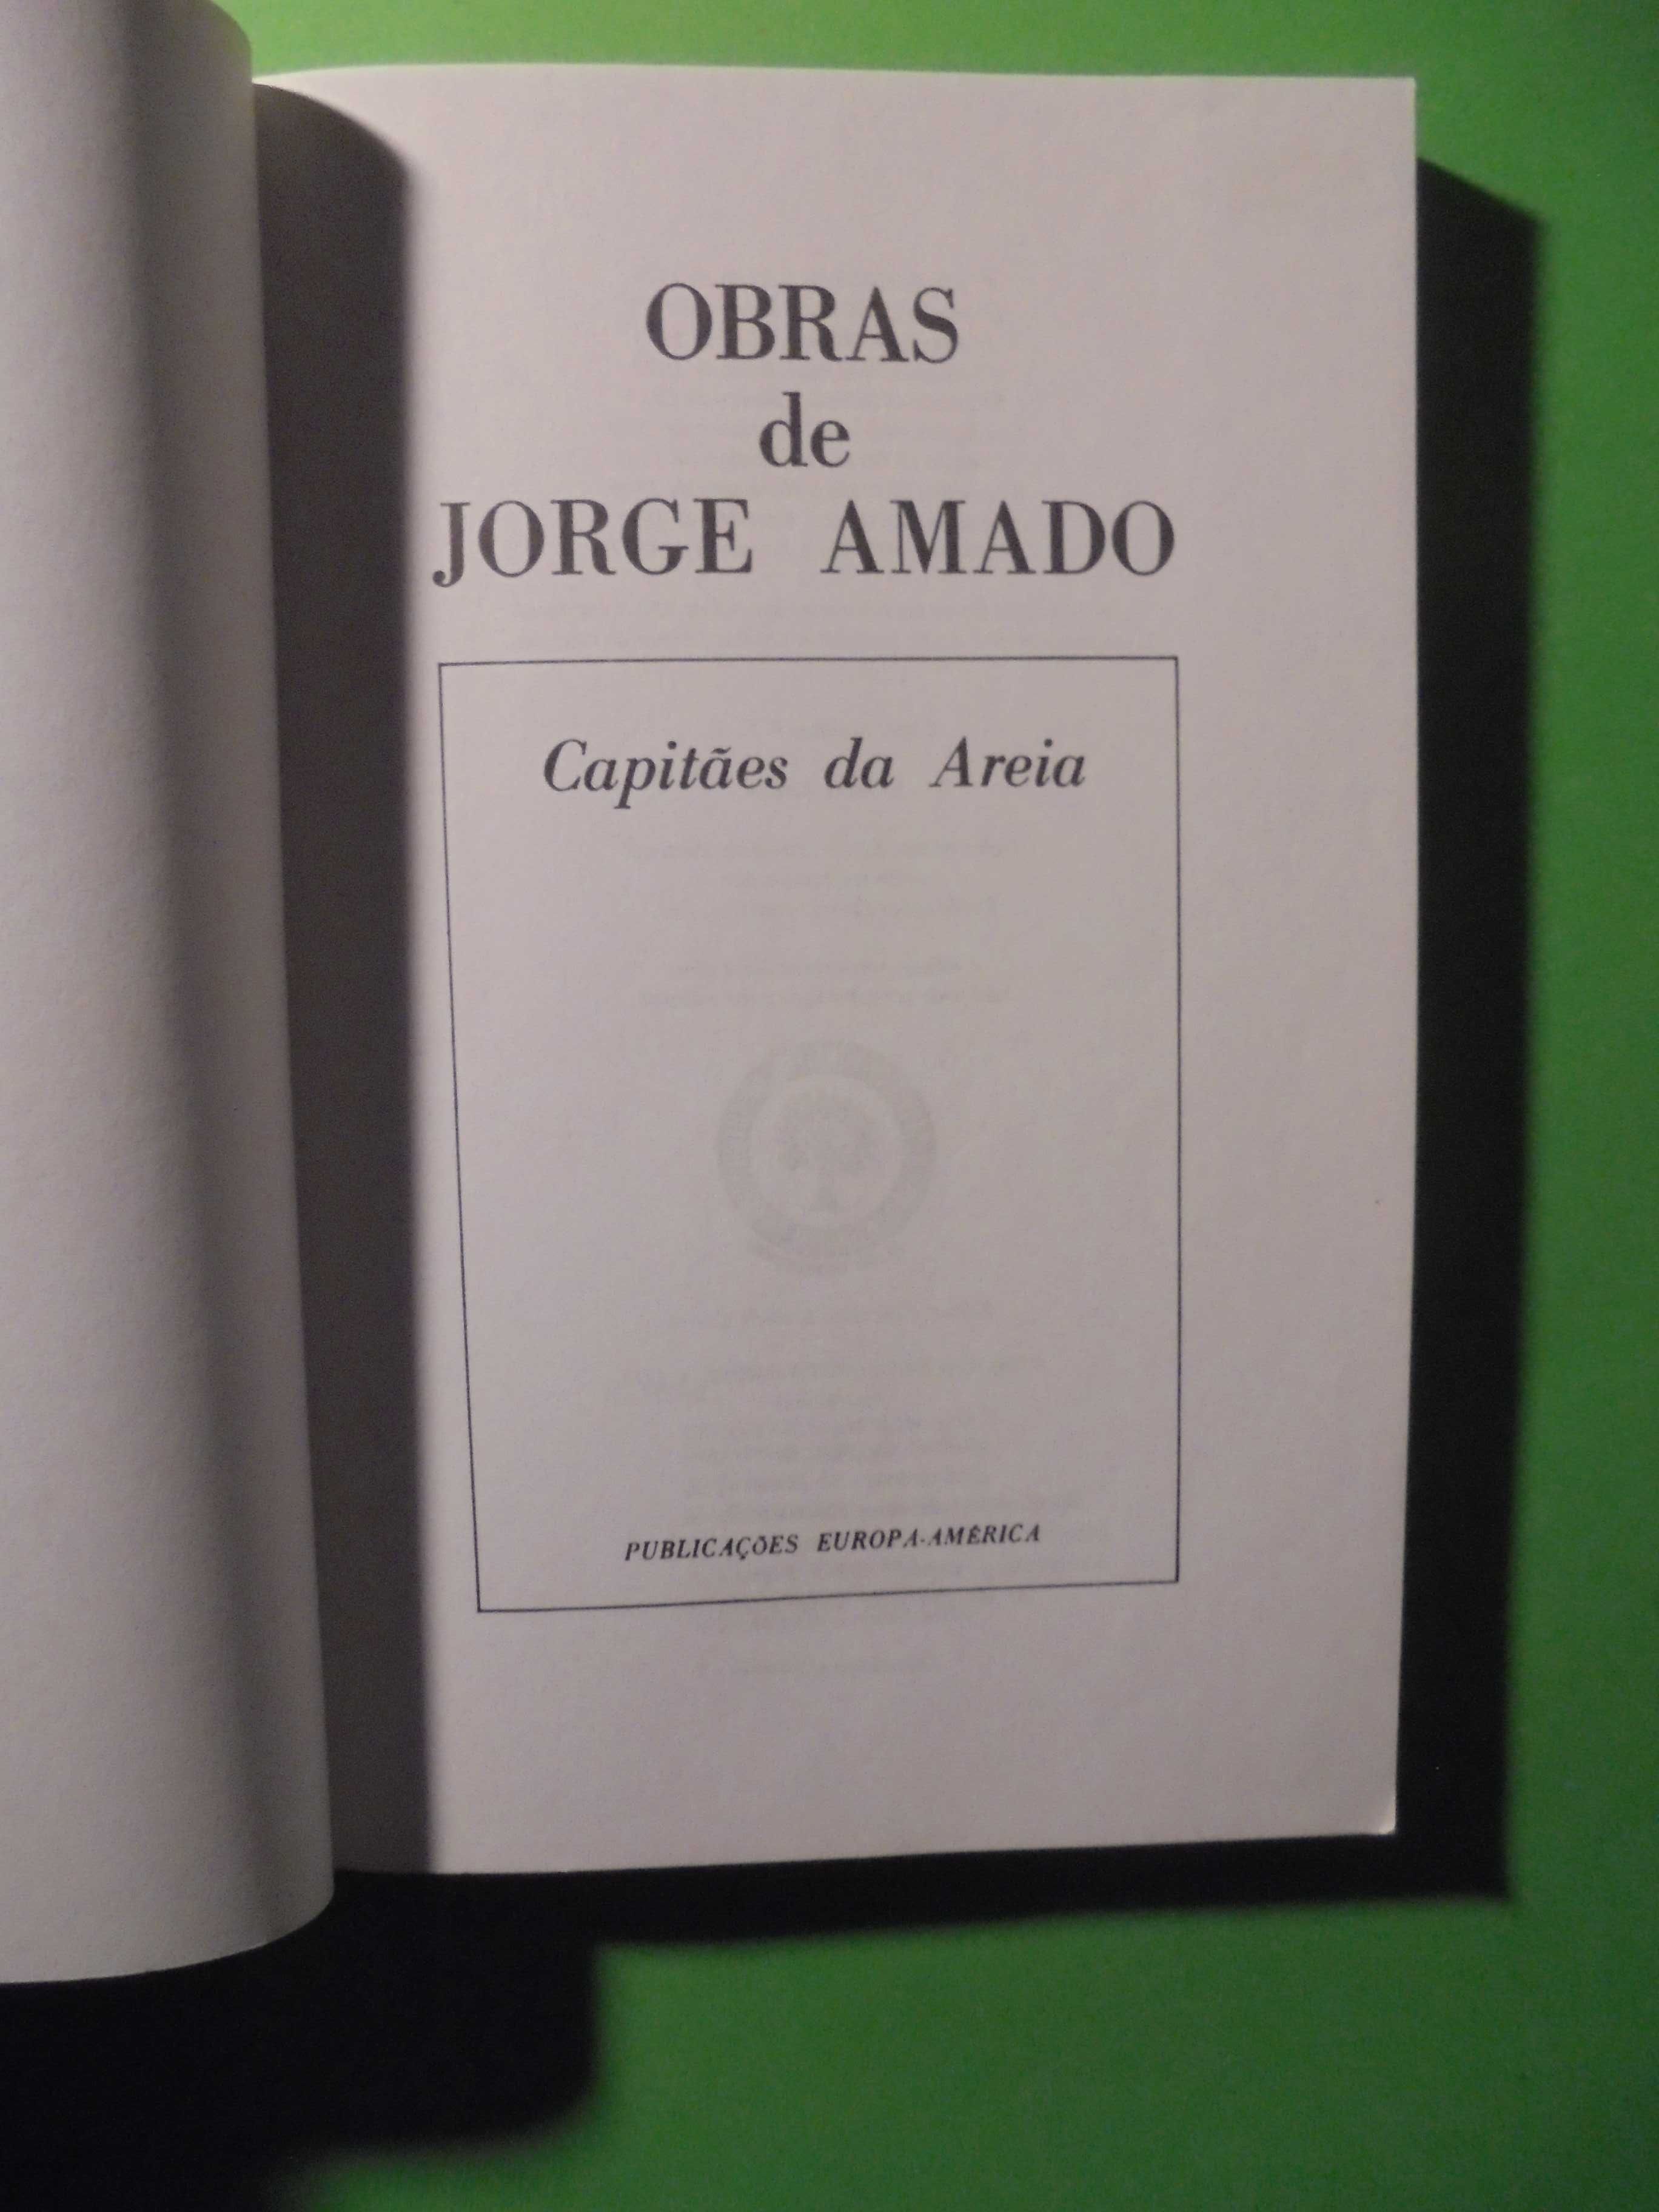 OBRAS
de
JORGE AMADO
Capitães da Areia
PUBLICAÇÕES EUROPA-AMÉRICA